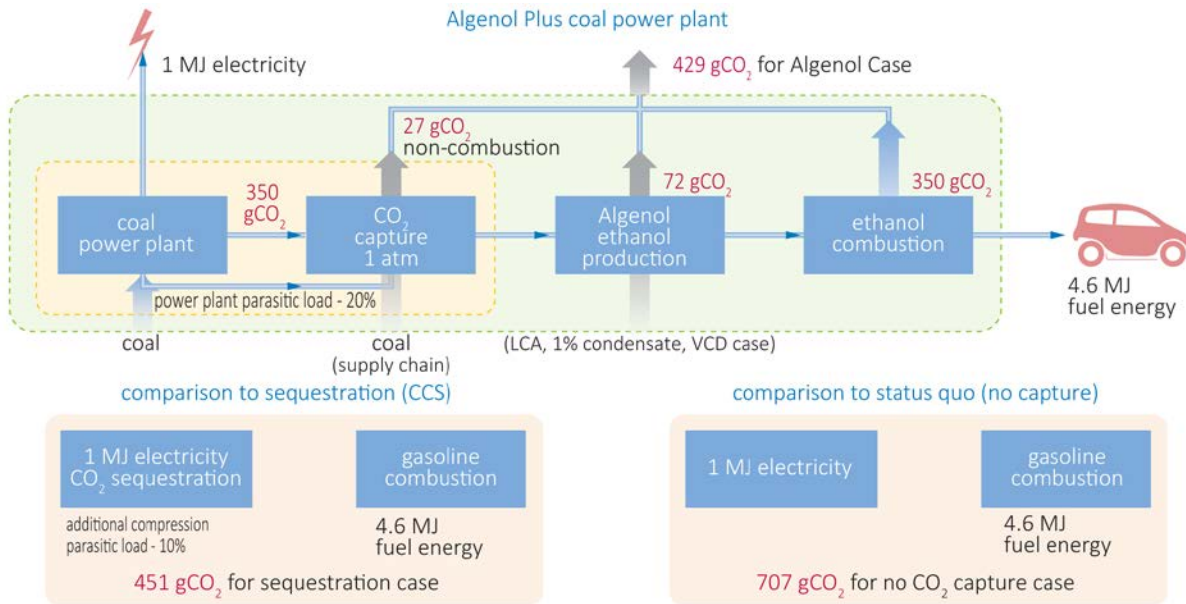 Algenol Plus coal power plant
1 MJ electricity
429 gCO₂ for Algenol Case
27 gCO₂
non-combustion
350
gCO₂
72 gCO₂
350 gCO₂
coal
power plant
CO₂
capture
1 atm
Algenol
ethanol
production
ethanol
combustion
4.6 MJ
fuel energy
power plant parasitic load - 20%
coal
coal
(supply chain)
(LCA, 1% condensate, VCD case)
comparison to sequestration (CCS)
1 MJ electricity
CO₂ sequestration
gasoline
combustion
additional compression
parasitic load - 10%
4.6 MJ
fuel energy
451 gCO₂ for sequestration case
comparison to status quo (no capture)
1 MJ electricity
gasoline
combustion
4.6 MJ
fuel energy
707 gCO₂ for no CO₂ capture case